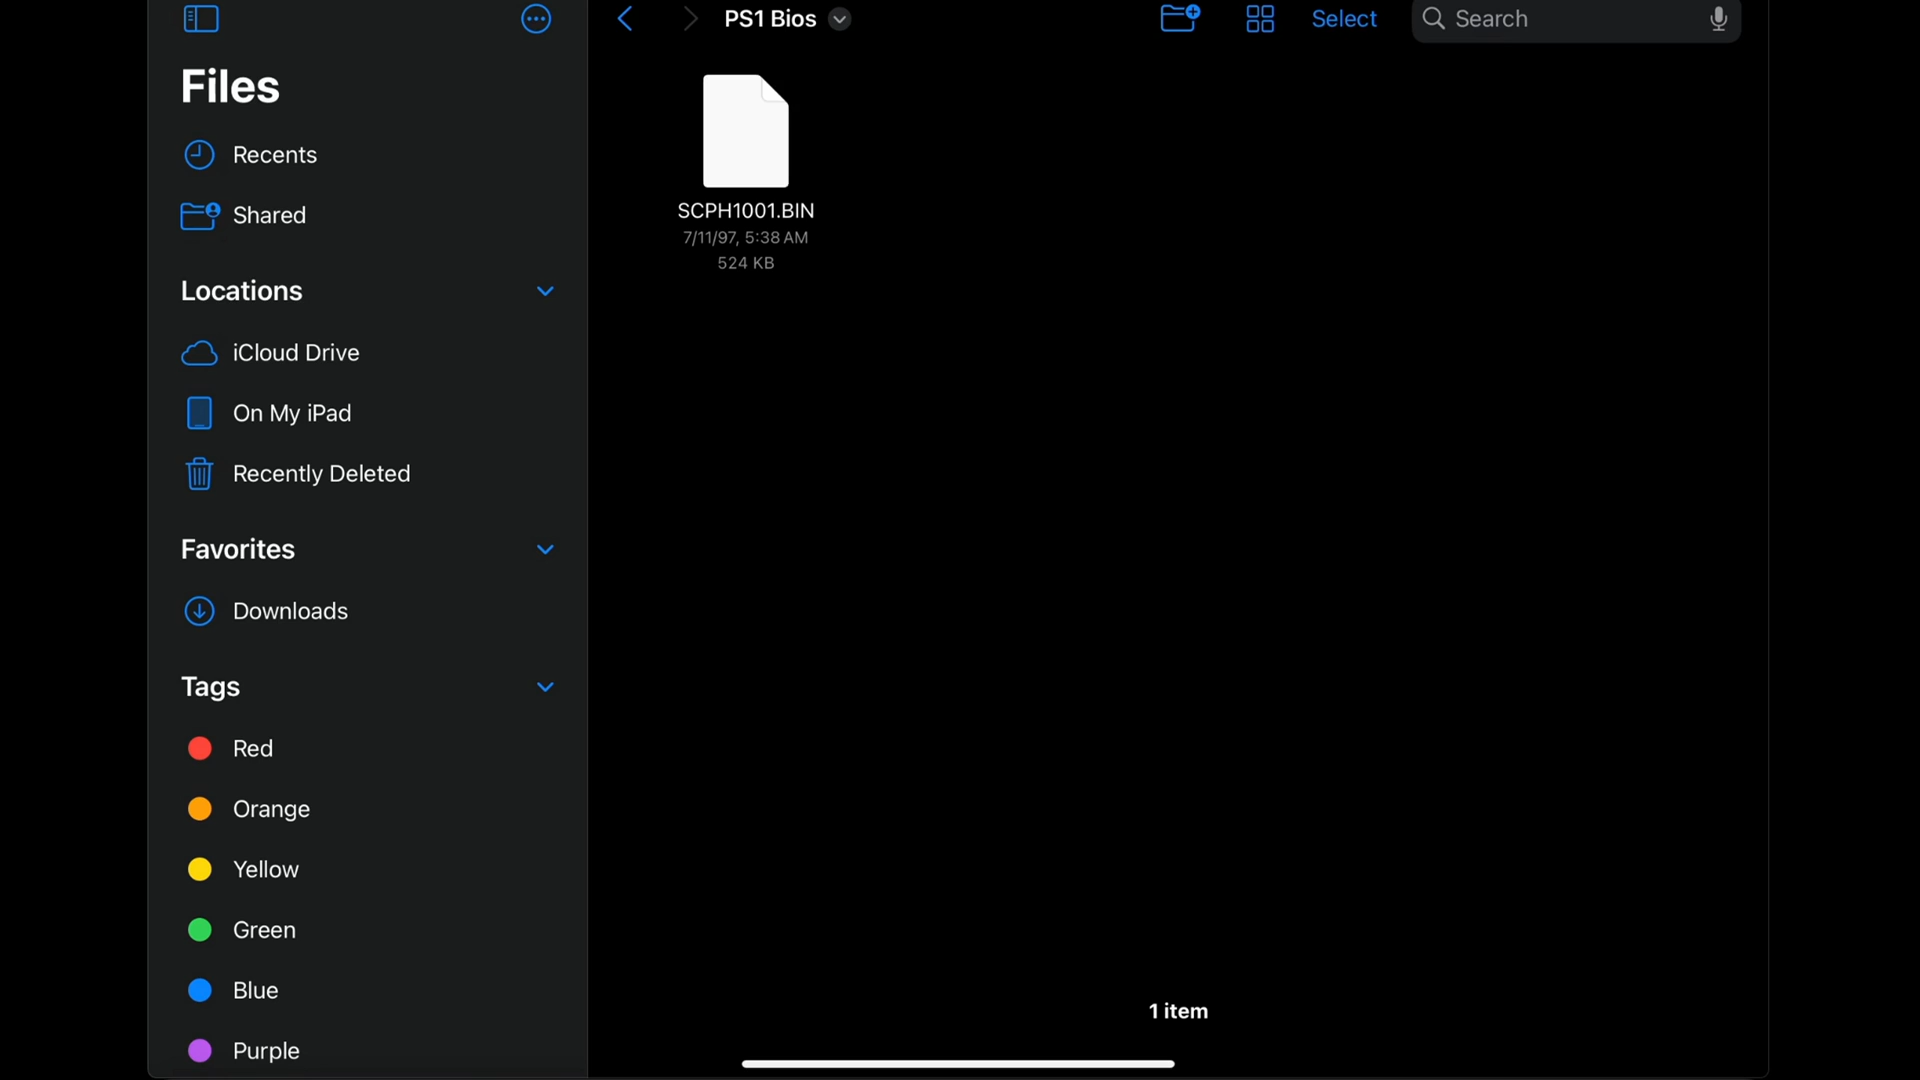 Files
Recents
Shared
Locations
iCloud Drive
On My iPad
Recently Deleted
Favorites
Downloads
Tags
Red
Orange
Yellow
Green
Blue
Purple
PS1 Bios
Select
Search
SCPH1001.BIN
7/11/97, 5:38 AM
524 KB
1 item